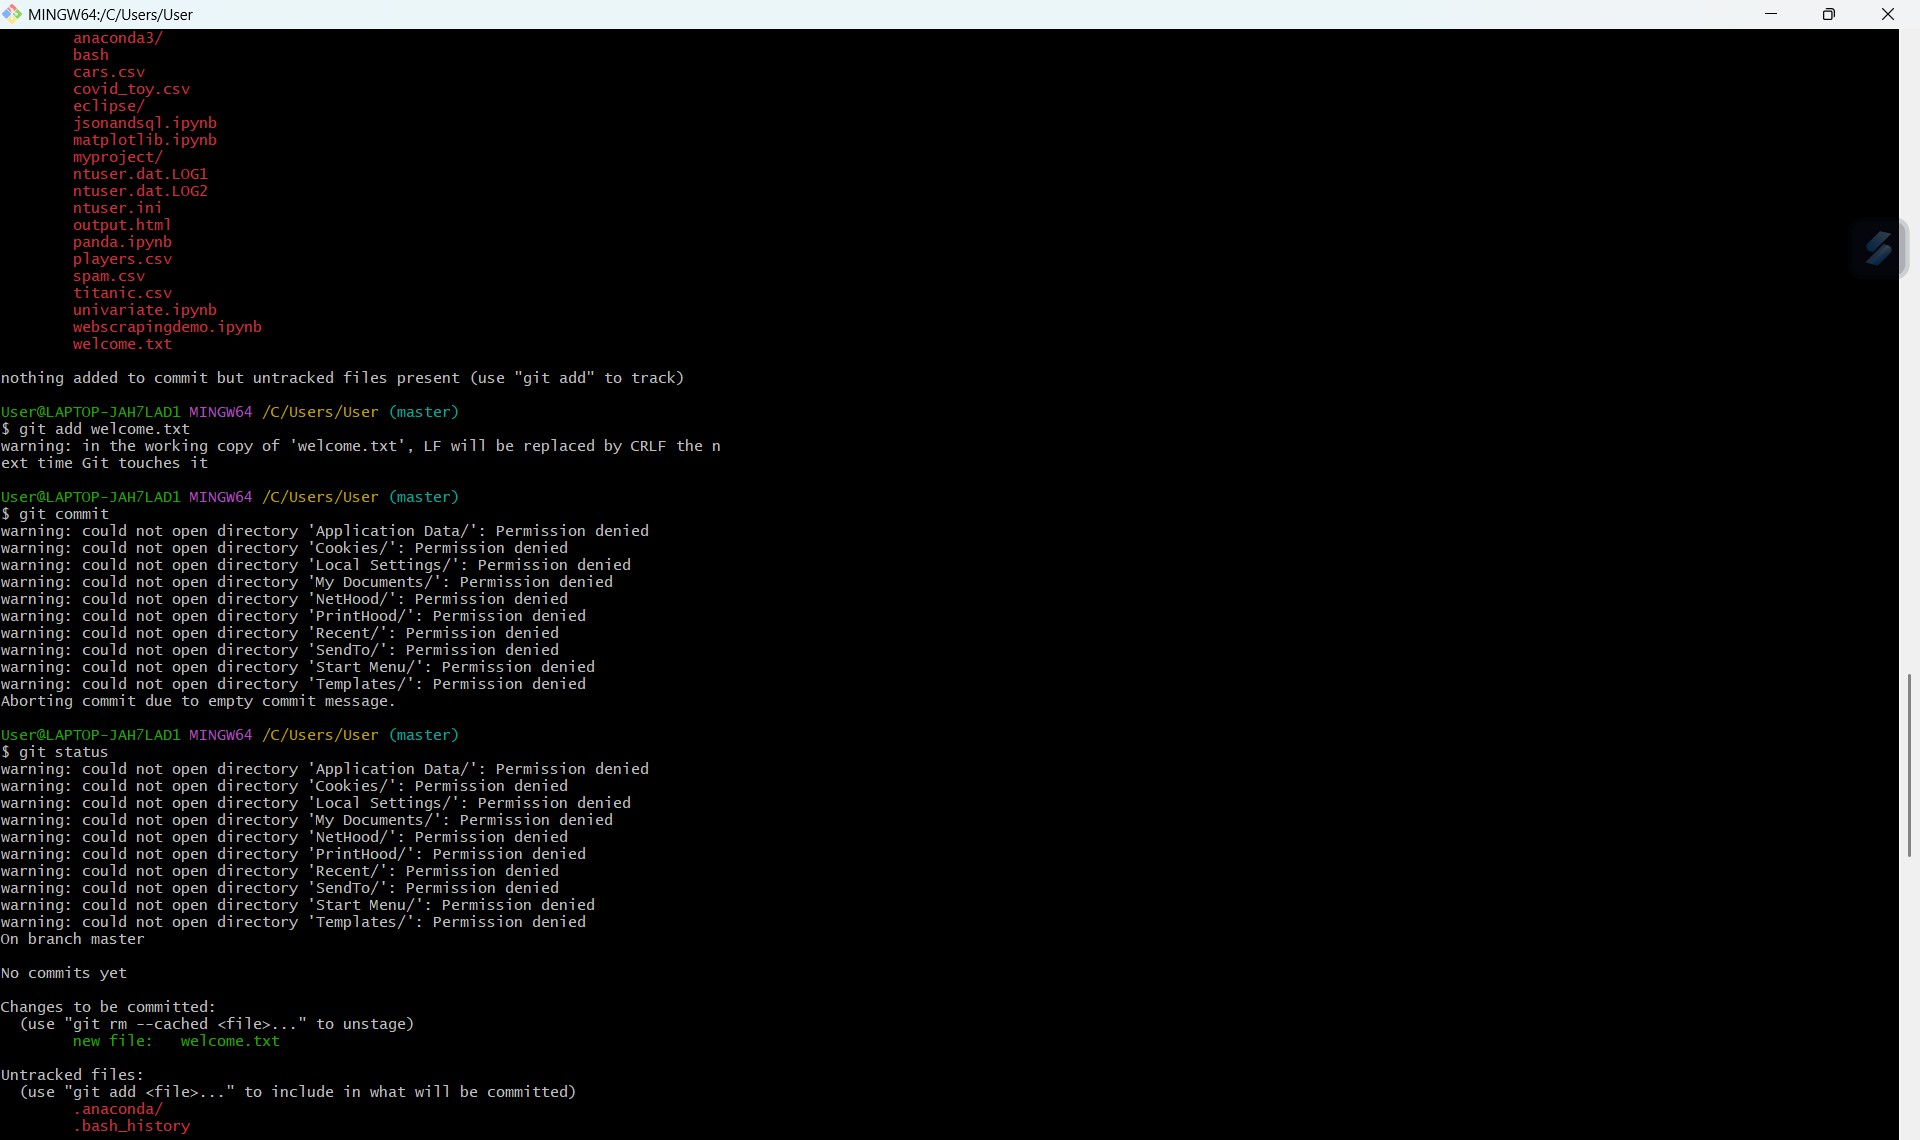 MINGW64:/C/Users/User
anaconda3/
bash
cars.csv
covid_toy.csv
eclipse/
jsonandsql.ipynb
matplotlib.ipynb
myproject/
ntuser.dat.LOG1
ntuser.dat.LOG2
ntuser.ini
output.html
panda.ipynb
players.csv
spam.csv
titanic.csv
univariate.ipynb
webscrapingdemo.ipynb
welcome.txt
nothing added to commit but untracked files present (use "git add" to track)
User@LAPTOP-JAH7LAD1 MINGW64 /C/Users/User (master)
$ git add welcome.txt
warning: in the working copy of 'welcome.txt', LF will be replaced by CRLF the n
ext time Git touches it
User@LAPTOP-JAH7LAD1 MINGW64 /C/Users/User (master)
$ git commit
warning: could not open directory 'Application Data/': Permission denied
warning: could not open directory 'Cookies/': Permission denied
warning: could not open directory 'Local Settings/': Permission denied
warning: could not open directory 'My Documents/': Permission denied
warning: could not open directory 'NetHood/': Permission denied
warning: could not open directory 'PrintHood/': Permission denied
warning: could not open directory 'Recent/': Permission denied
warning: could not open directory 'SendTo/': Permission denied
warning: could not open directory 'Start Menu/': Permission denied
warning: could not open directory 'Templates/': Permission denied
Aborting commit due to empty commit message.
User@LAPTOP-JAH7LAD1 MINGW64 /C/Users/User (master)
$ git status
warning: could not open directory 'Application Data/': Permission denied
warning: could not open directory 'Cookies/': Permission denied
warning: could not open directory 'Local Settings/': Permission denied
warning: could not open directory 'My Documents/': Permission denied
warning: could not open directory 'NetHood/': Permission denied
warning: could not open directory 'PrintHood/': Permission denied
warning: could not open directory 'Recent/': Permission denied
warning: could not open directory 'SendTo/': Permission denied
warning: could not open directory 'Start Menu/': Permission denied
warning: could not open directory 'Templates/': Permission denied
On branch master
No commits yet
Changes to be committed:
(use "git rm --cached <file>..." to unstage)
new file:   welcome.txt
Untracked files:
(use "git add <file>..." to include in what will be committed)
.anaconda/
.bash_history